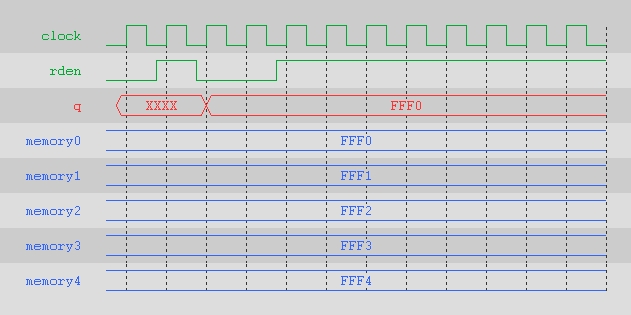 clock
rden
q XXXX FFF0
memory0 FFF0
memory1 FFF1
memory2 FFF2
memory3 FFF3
memory4 FFF4